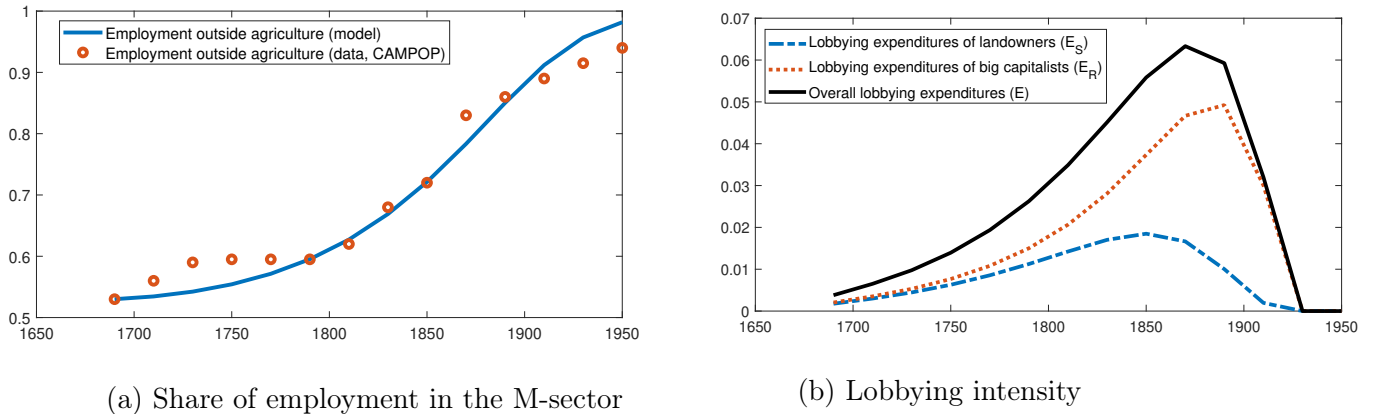 1
0.9
0.8
0.7
0.6
0.5
1650 1700 1750 1800 1850 1900 1950
Employment outside agriculture (model)
Employment outside agriculture (data, CAMPOP)
(a) Share of employment in the M-sector
0.07
0.06
0.05
0.04
0.03
0.02
0.01
0
1650 1700 1750 1800 1850 1900 1950
Lobbying expenditures of landowners (E_S)
Lobbying expenditures of big capitalists (E_R)
Overall lobbying expenditures (E)
(b) Lobbying intensity